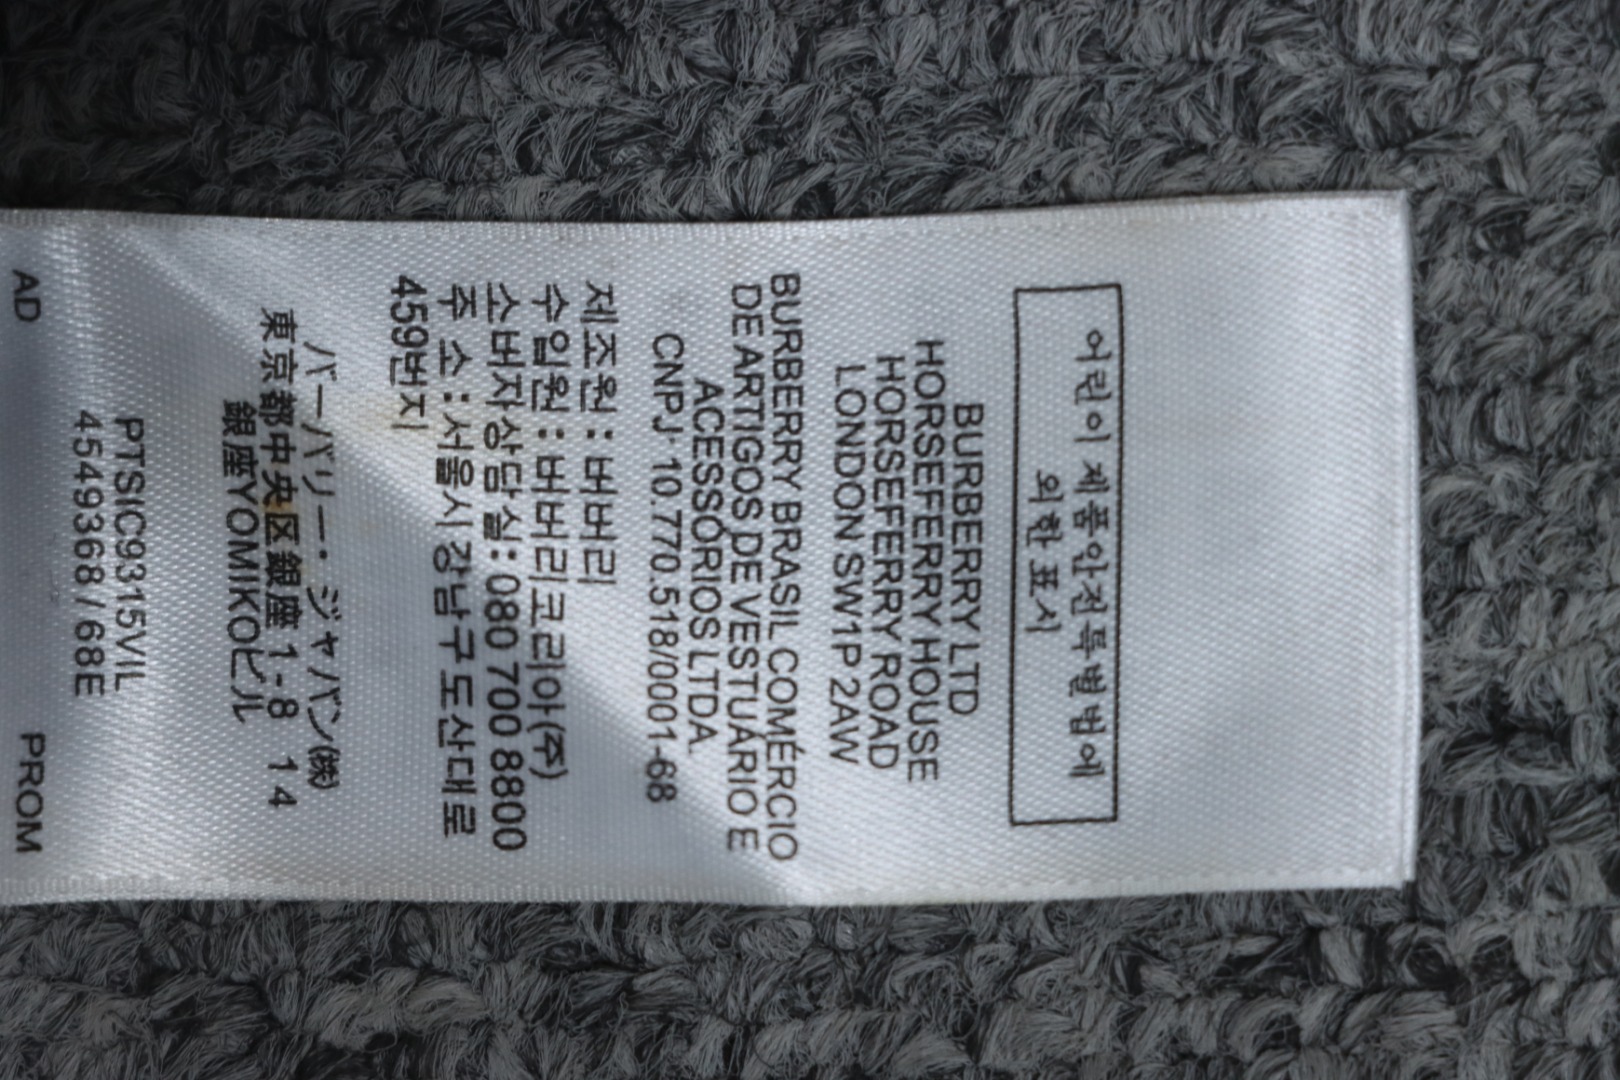 어린이 제품안전특별법에
의한 표시
BURBERRY LTD
HORSEFERRY HOUSE
HORSEFERRY ROAD
LONDON SW1P 2AW
BURBERRY BRASIL COMÉRCIO
DE ARTIGOS DE VESTUÁRIO E
ACESSÓRIOS LTDA.
CNPJ: 10.770.518/0001-68
제조원 : 버버리
수입원 : 버버리코리아(주)
소비자상담실: 080 700 8800
주 소 : 서울시 강남구 도산대로
459번지
バーバリー・ジャパン(株)
東京都中央区銀座 1-8 14
銀座YOMIKOビル
PTSIC9315VIL
4549368 / 68E
AD PROM